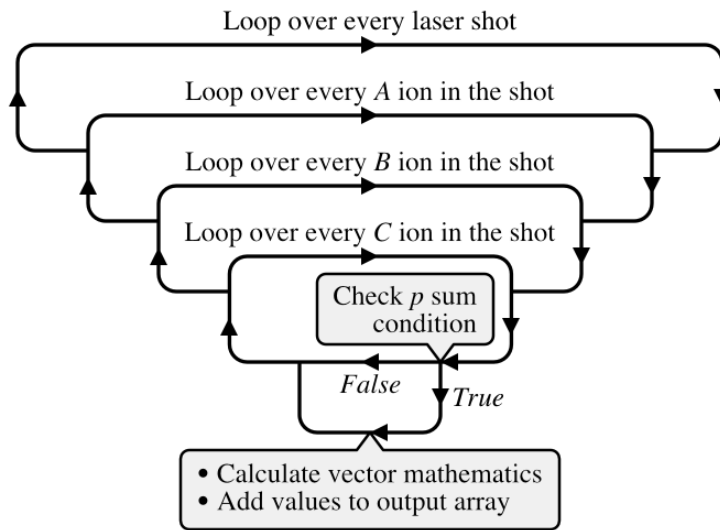 Loop over every laser shot
Loop over every A ion in the shot
Loop over every B ion in the shot
Loop over every C ion in the shot
Check p sum
condition
False
True
• Calculate vector mathematics
• Add values to output array